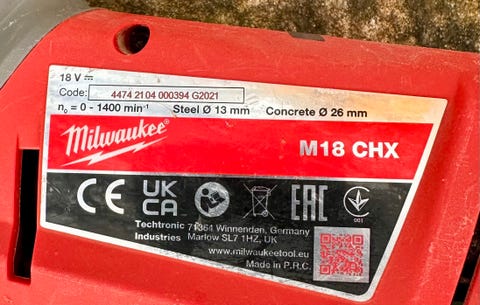 18 V ⎓
Code: 4474 2104 000394 G2021
n₀ = 0 - 1400 min⁻¹ Steel Ø 13 mm Concrete Ø 26 mm
Milwaukee®
M18 CHX
CE UK CA EAC 001
Techtronic Industries
71364 Winnenden, Germany
Marlow SL7 1HZ, UK
www.milwaukeetool.eu
Made in P.R.C.